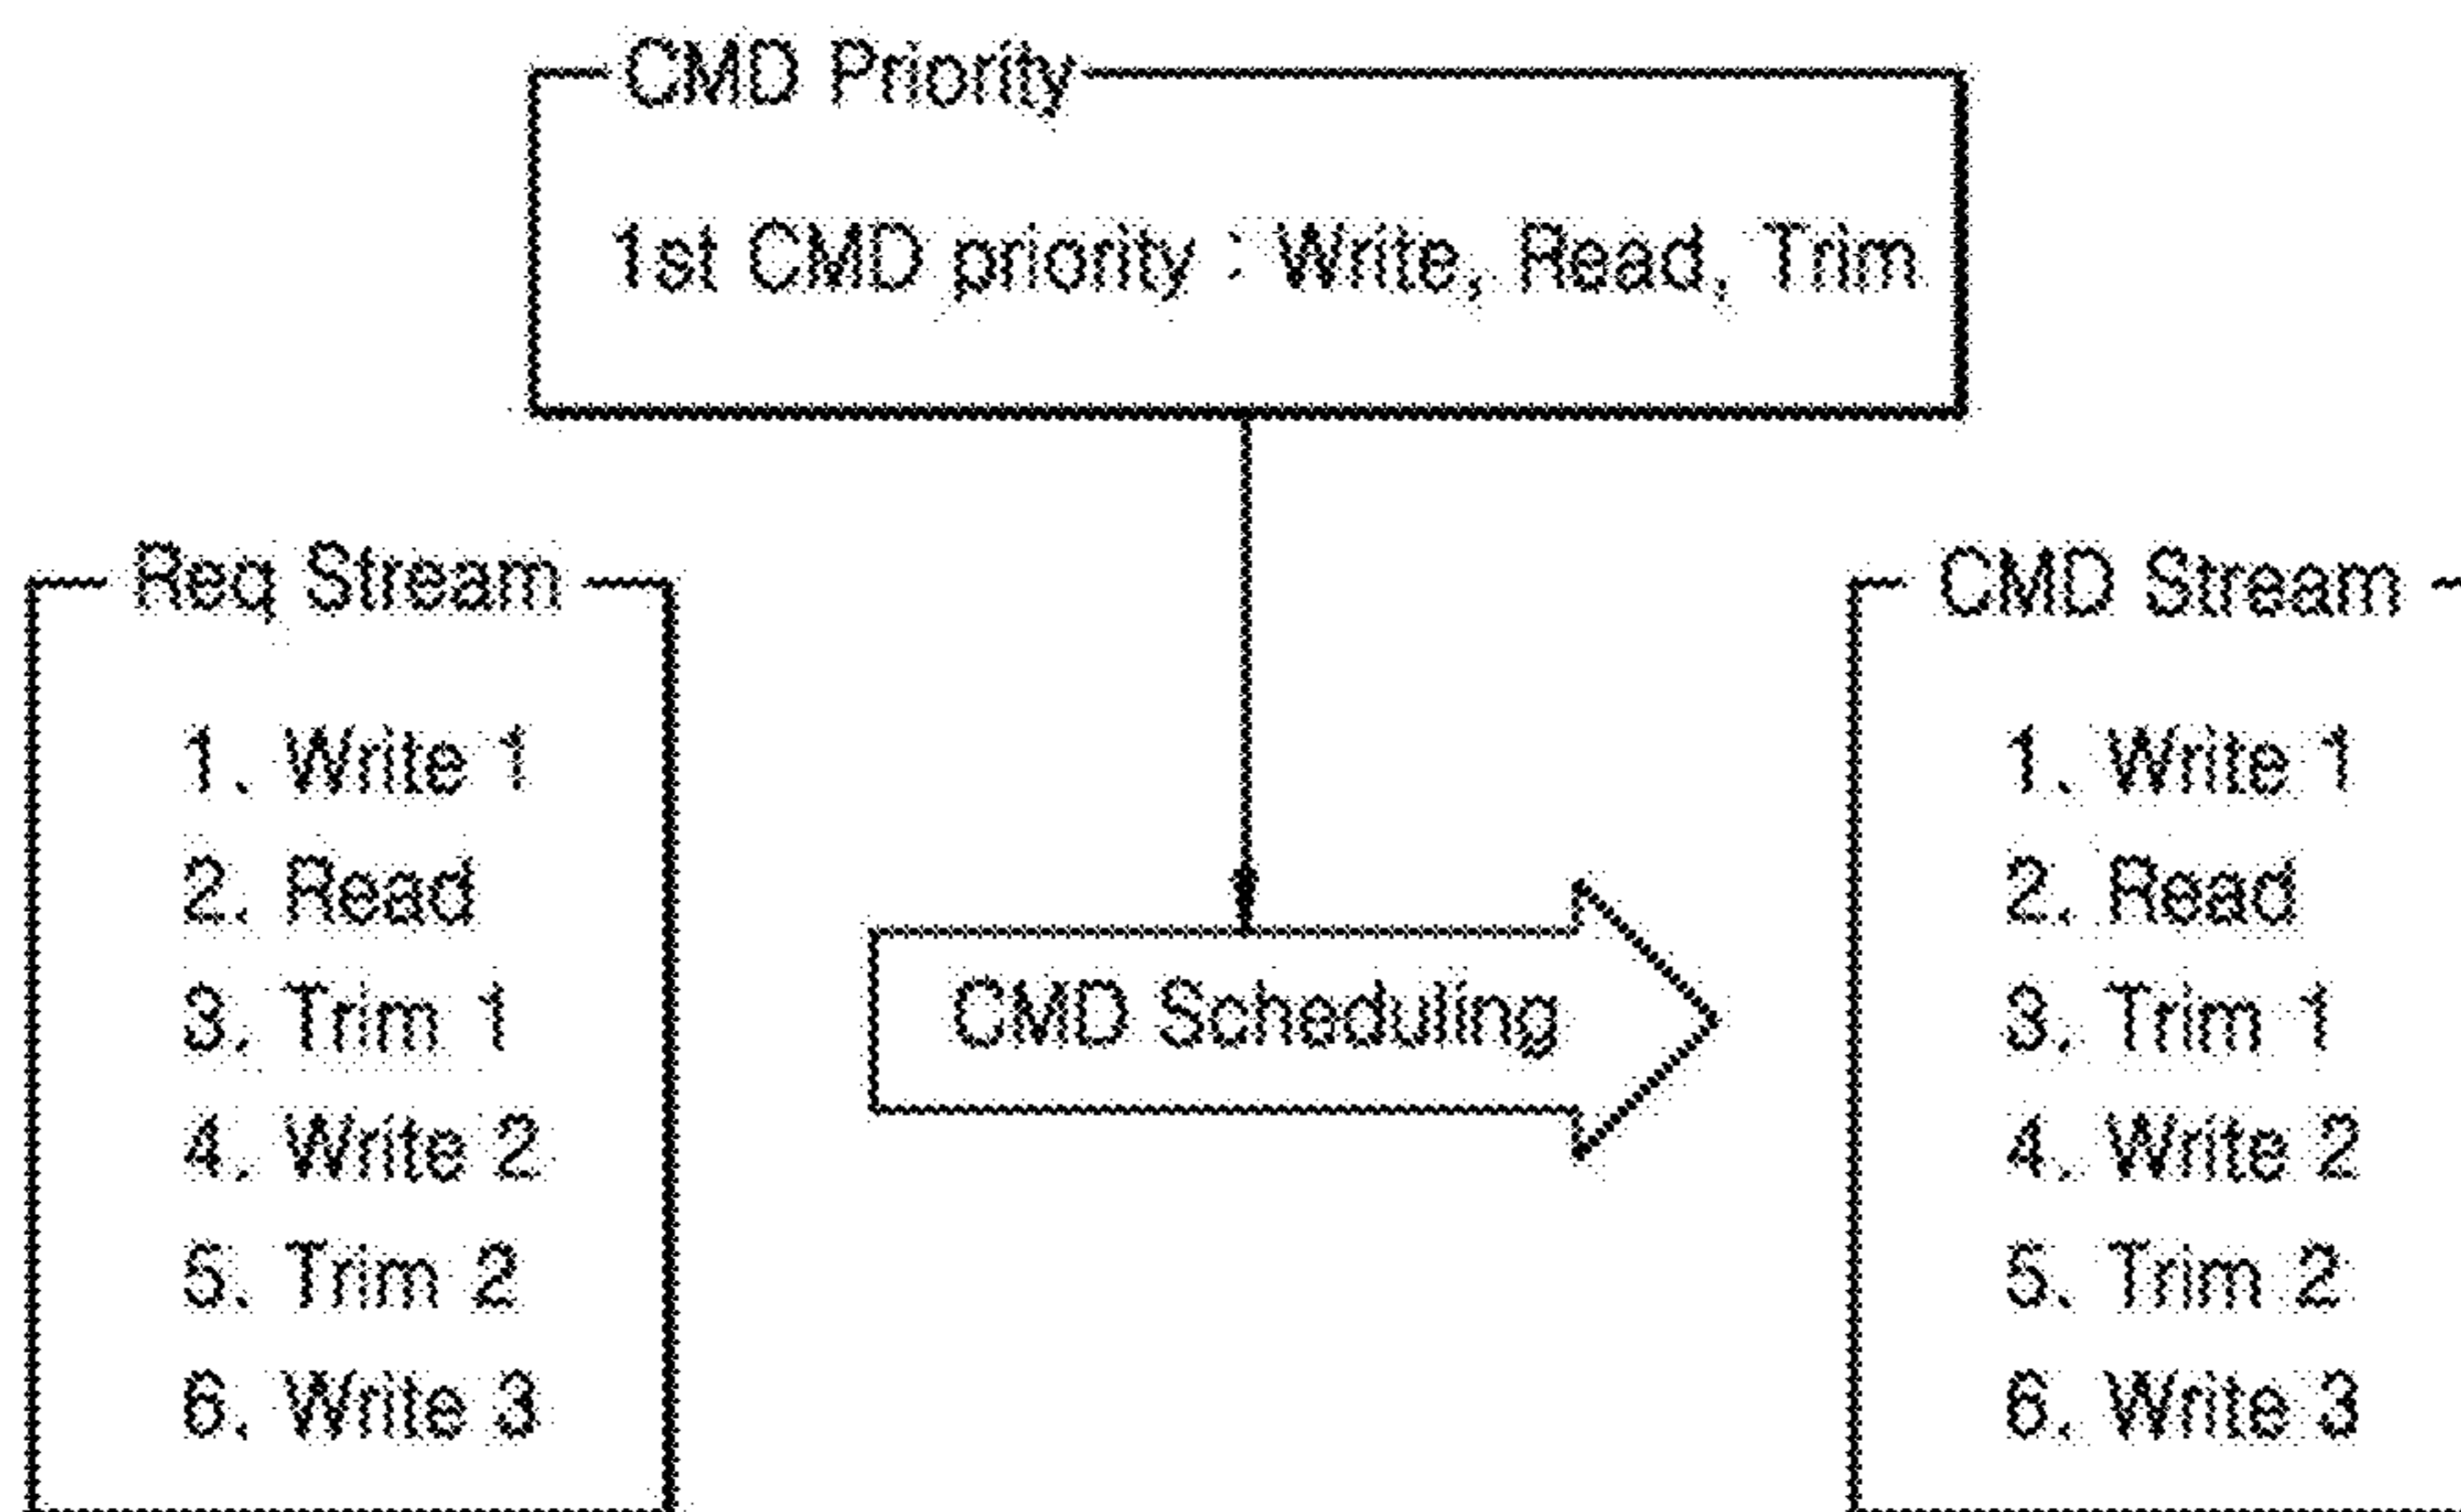 CMD Priority
1st CMD priority : Write, Read, Trim
Req Stream
1. Write 1
2. Read
3. Trim 1
4. Write 2
5. Trim 2
6. Write 3
CMD Scheduling
CMD Stream
1. Write 1
2. Read
3. Trim 1
4. Write 2
5. Trim 2
6. Write 3